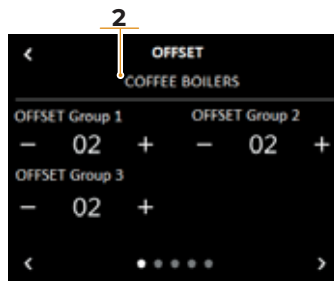 2
OFFSET
COFFEE BOILERS
OFFSET Group 1 OFFSET Group 2
− 02 + − 02 +
OFFSET Group 3
− 02 +